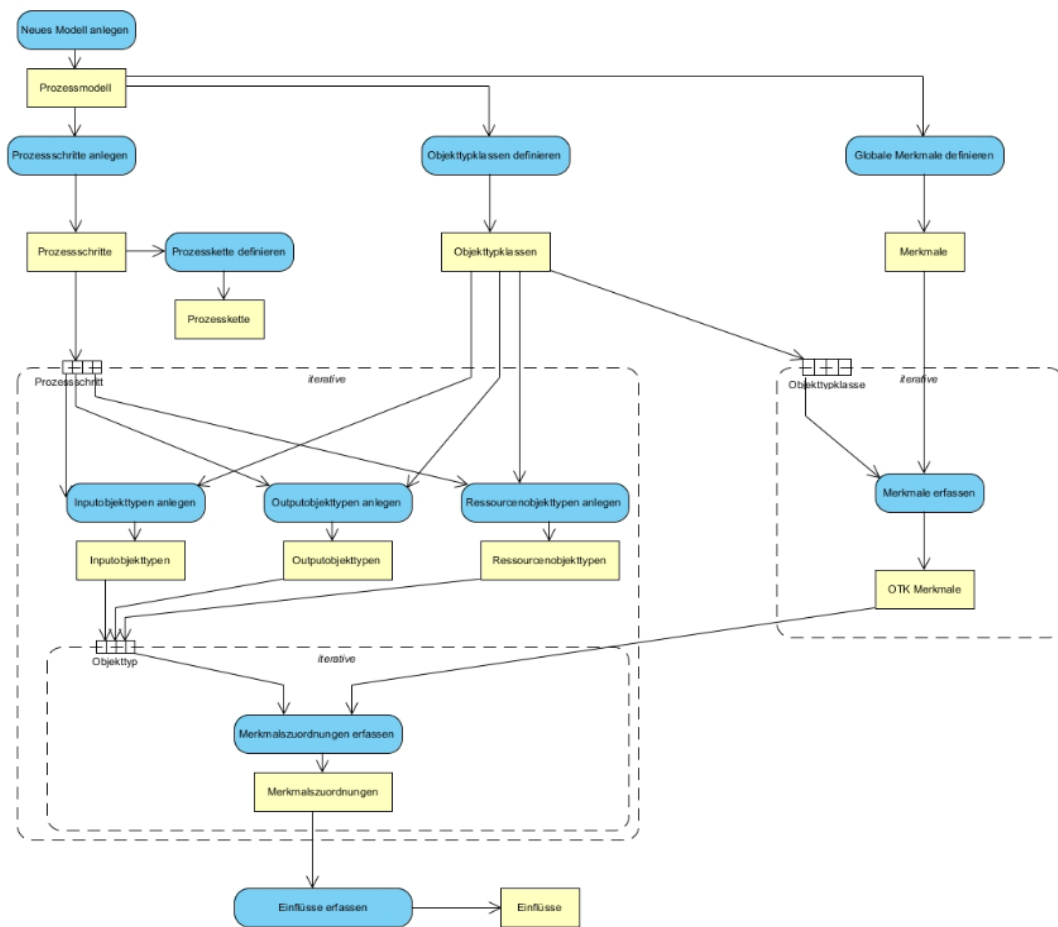 Neues Modell anlegen
Prozessmodell
Prozessschritte anlegen
Objekttypklassen definieren
Globale Merkmale definieren
Prozessschritte
Prozesskette definieren
Objekttypklassen
Merkmale
Prozesskette
Prozessschritt
iterative
Objekttypklasse
iterative
Inputobjekttypen anlegen
Outputobjekttypen anlegen
Ressourcenobjekttypen anlegen
Merkmale erfassen
Inputobjekttypen
Outputobjekttypen
Ressourcenobjekttypen
OTK Merkmale
Objekttyp
iterative
Merkmalszuordnungen erfassen
Merkmalszuordnungen
Einflüsse erfassen
Einflüsse